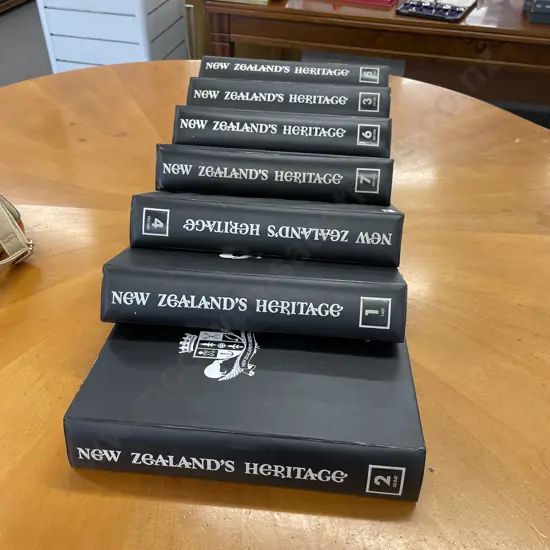 NEW ZEALAND'S HERITAGE 5
NEW ZEALAND'S HERITAGE 3
NEW ZEALAND'S HERITAGE 6
NEW ZEALAND'S HERITAGE 7
NEW ZEALAND'S HERITAGE 4
NEW ZEALAND'S HERITAGE 1
NEW ZEALAND'S HERITAGE 2